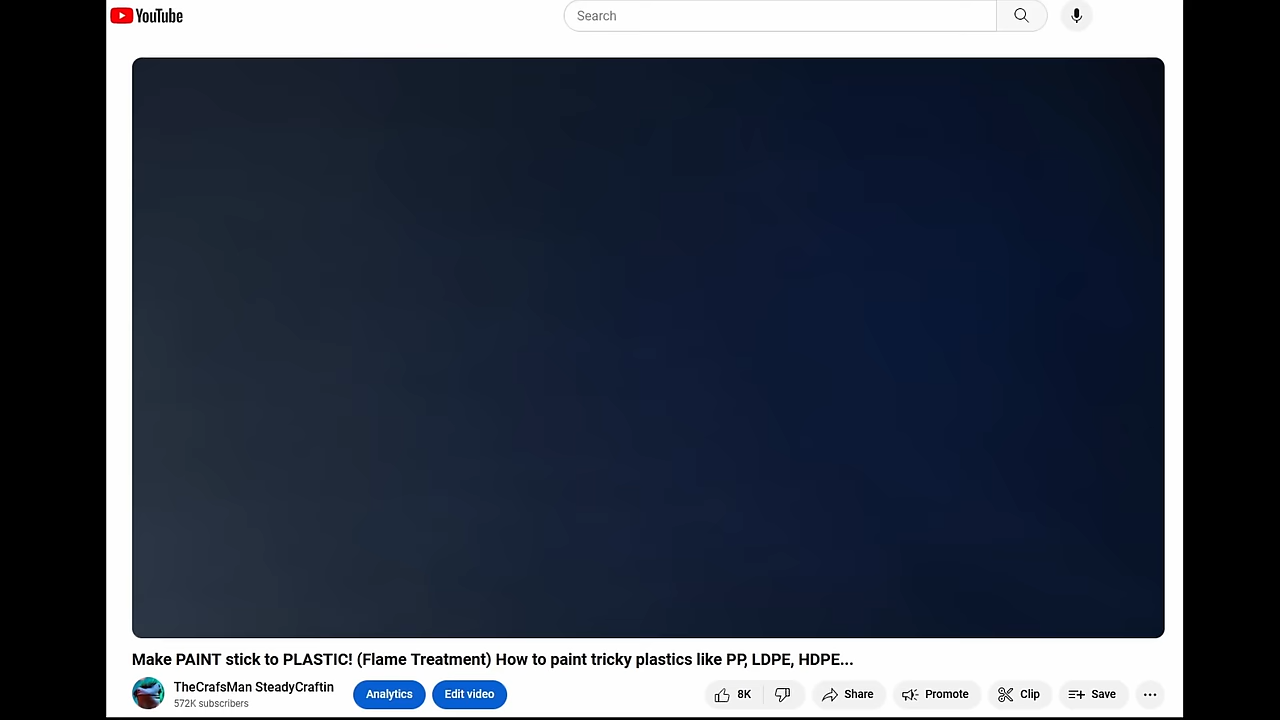 YouTube
Search
Make PAINT stick to PLASTIC! (Flame Treatment) How to paint tricky plastics like PP, LDPE, HDPE...
TheCrafsMan SteadyCraftin
572K subscribers
Analytics
Edit video
8K
Share
Promote
Clip
Save